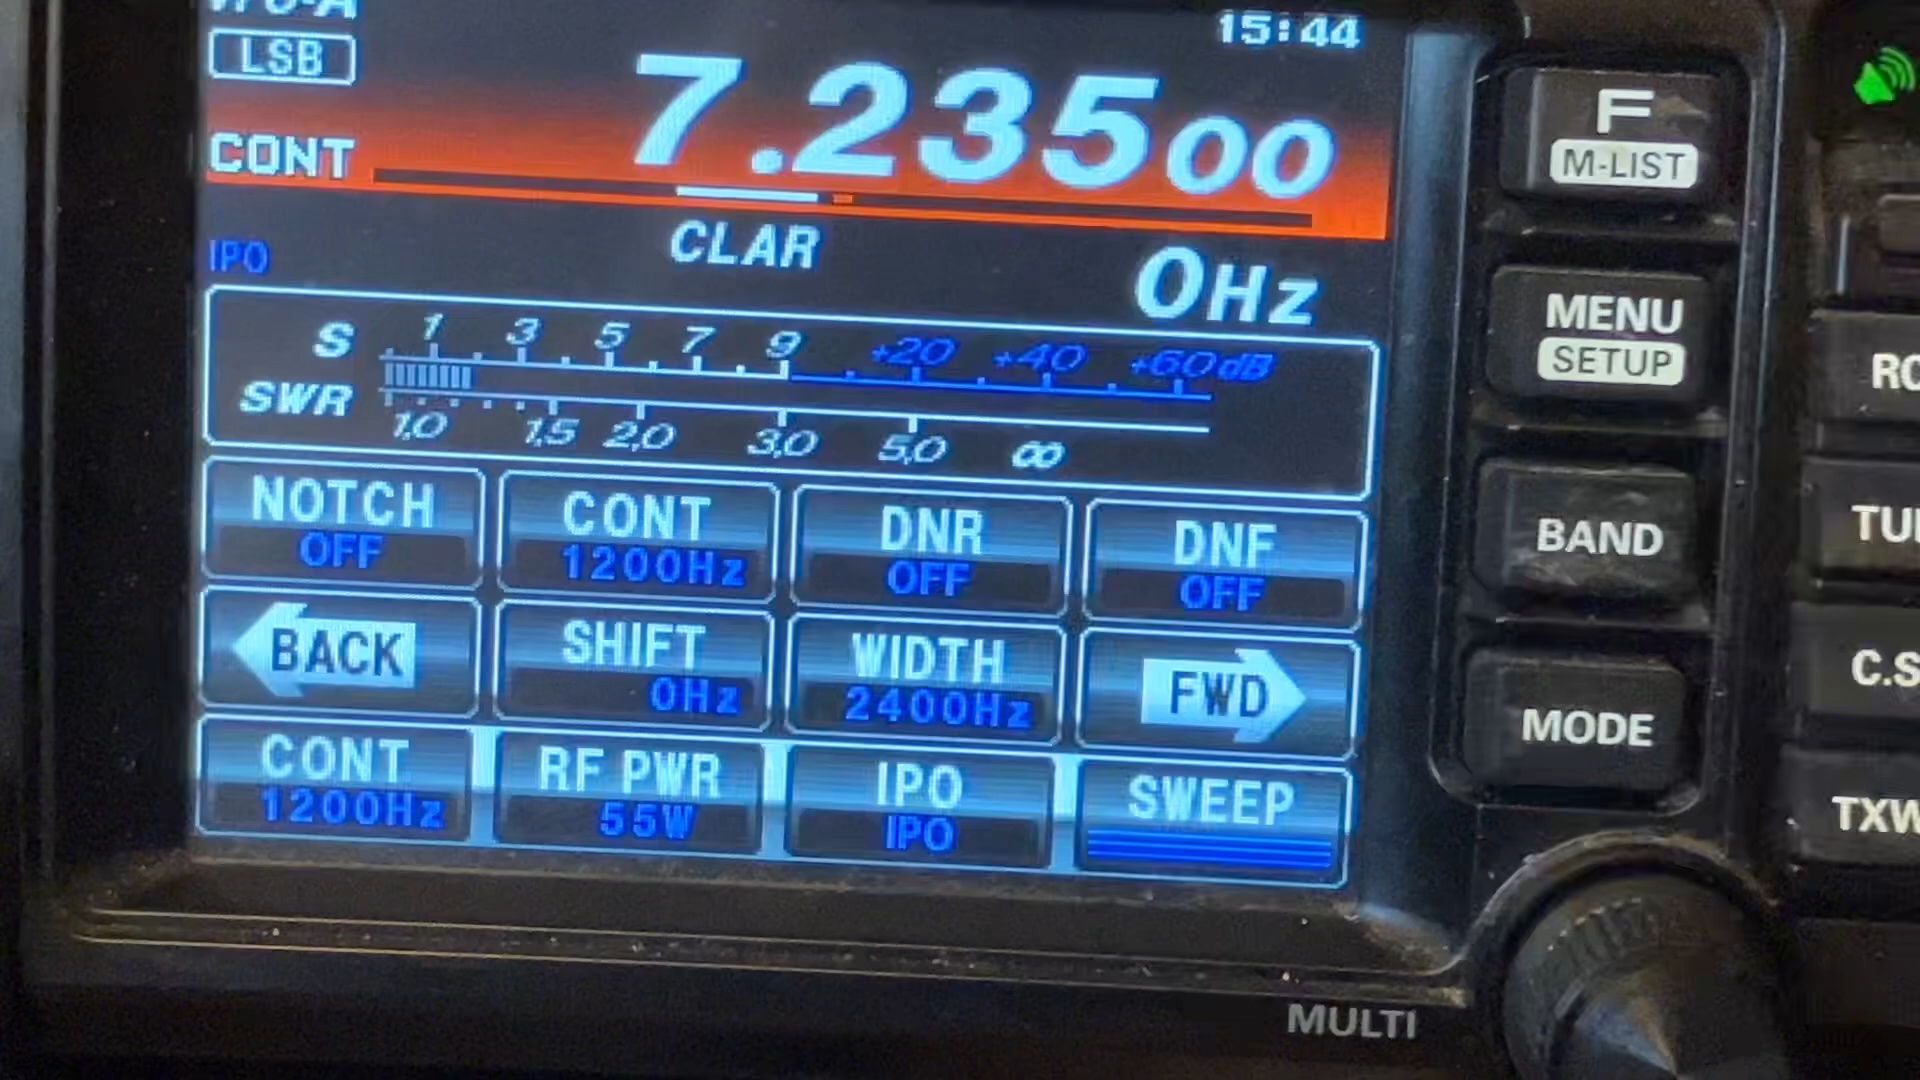 VFO-A
15:44
LSB
7.23500
CONT
CLAR
0Hz
IPO
S 1 3 5 7 9 +20 +40 +60dB
SWR 1,0 1,5 2,0 3,0 5,0 ∞
NOTCH CONT DNR DNF
OFF 1200Hz OFF OFF
BACK SHIFT WIDTH FWD
0Hz 2400Hz
CONT RF PWR IPO SWEEP
1200Hz 55W IPO
F
M-LIST
MENU
SETUP
BAND
MODE
MULTI
C.S